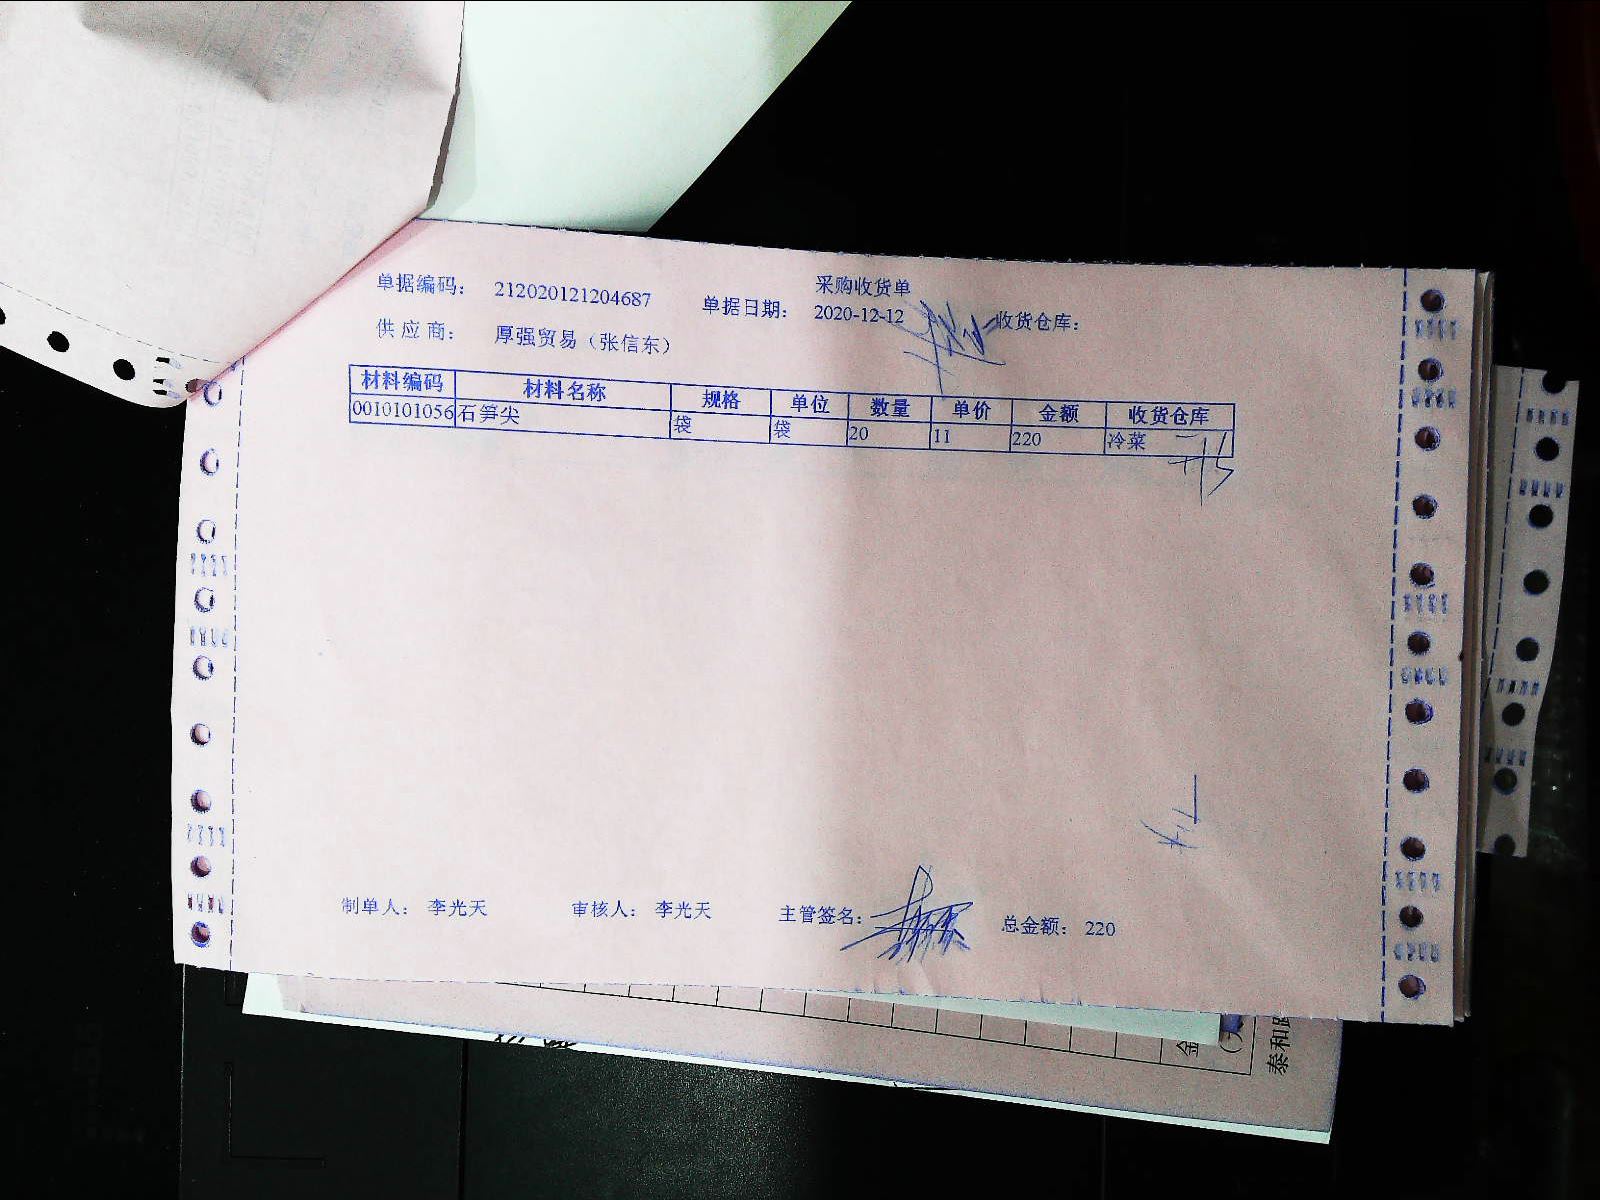 采购收货单
单据编码： 212020121204687 单据日期： 2020-12-12 收货仓库：
供应商： 厚强贸易（张信东）
材料编码 材料名称 规格 单位 数量 单价 金额 收货仓库
0010101056 石笋尖 袋 袋 20 11 220 冷菜
制单人： 李光天 审核人： 李光天 主管签名： 总金额： 220
金
泰和